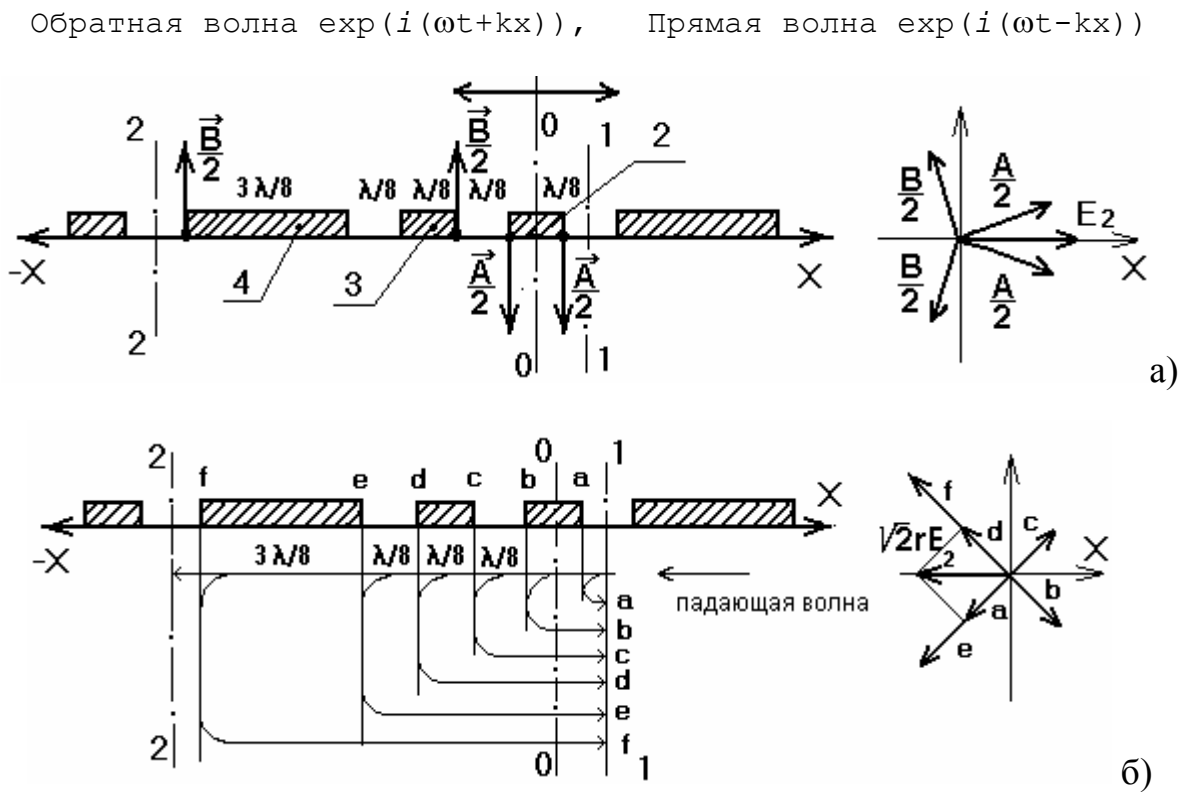 Обратная волна exp(i(ωt+kx)), Прямая волна exp(i(ωt-kx))
2 B/2 B/2 0 1 2
3 λ/8 λ/8 λ/8 λ/8 λ/8
-X 4 3 A/2 A/2 X
2 0 1
B/2 A/2
E2
B/2 A/2 X
а)
2 f e d c b a 0 1 X
-X 3 λ/8 λ/8 λ/8 λ/8
падающая волна
a
b
c
d
e
f
2 0 1
f d c X
√2rE2
a b
e
б)